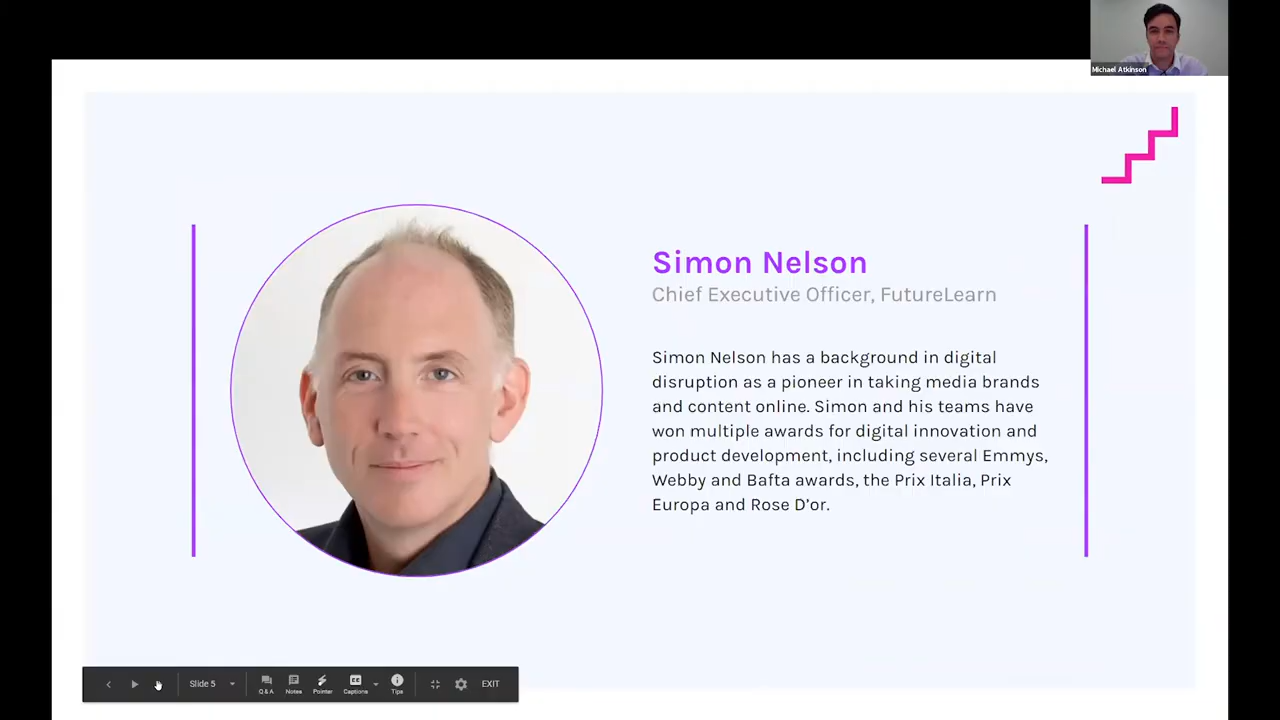 Michael Atkinson
Simon Nelson
Chief Executive Officer, FutureLearn
Simon Nelson has a background in digital
disruption as a pioneer in taking media brands
and content online. Simon and his teams have
won multiple awards for digital innovation and
product development, including several Emmys,
Webby and Bafta awards, the Prix Italia, Prix
Europa and Rose D’or.
Slide 5
Q & A
Notes
Pointer
CC
Captions
Tips
EXIT